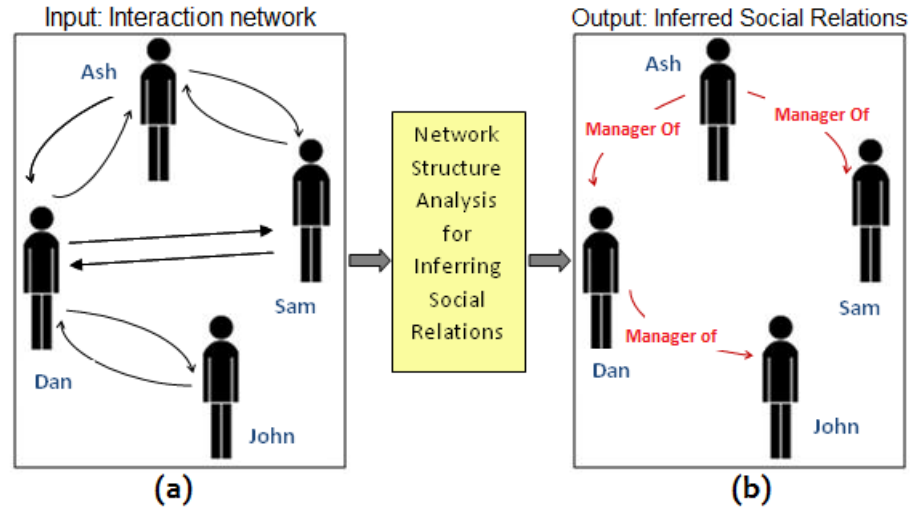 Input: Interaction network
Ash
Sam
Dan
John
(a)
Network
Structure
Analysis
for
Inferring
Social
Relations
Output: Inferred Social Relations
Ash
Manager Of
Manager Of
Sam
Manager of
Dan
John
(b)